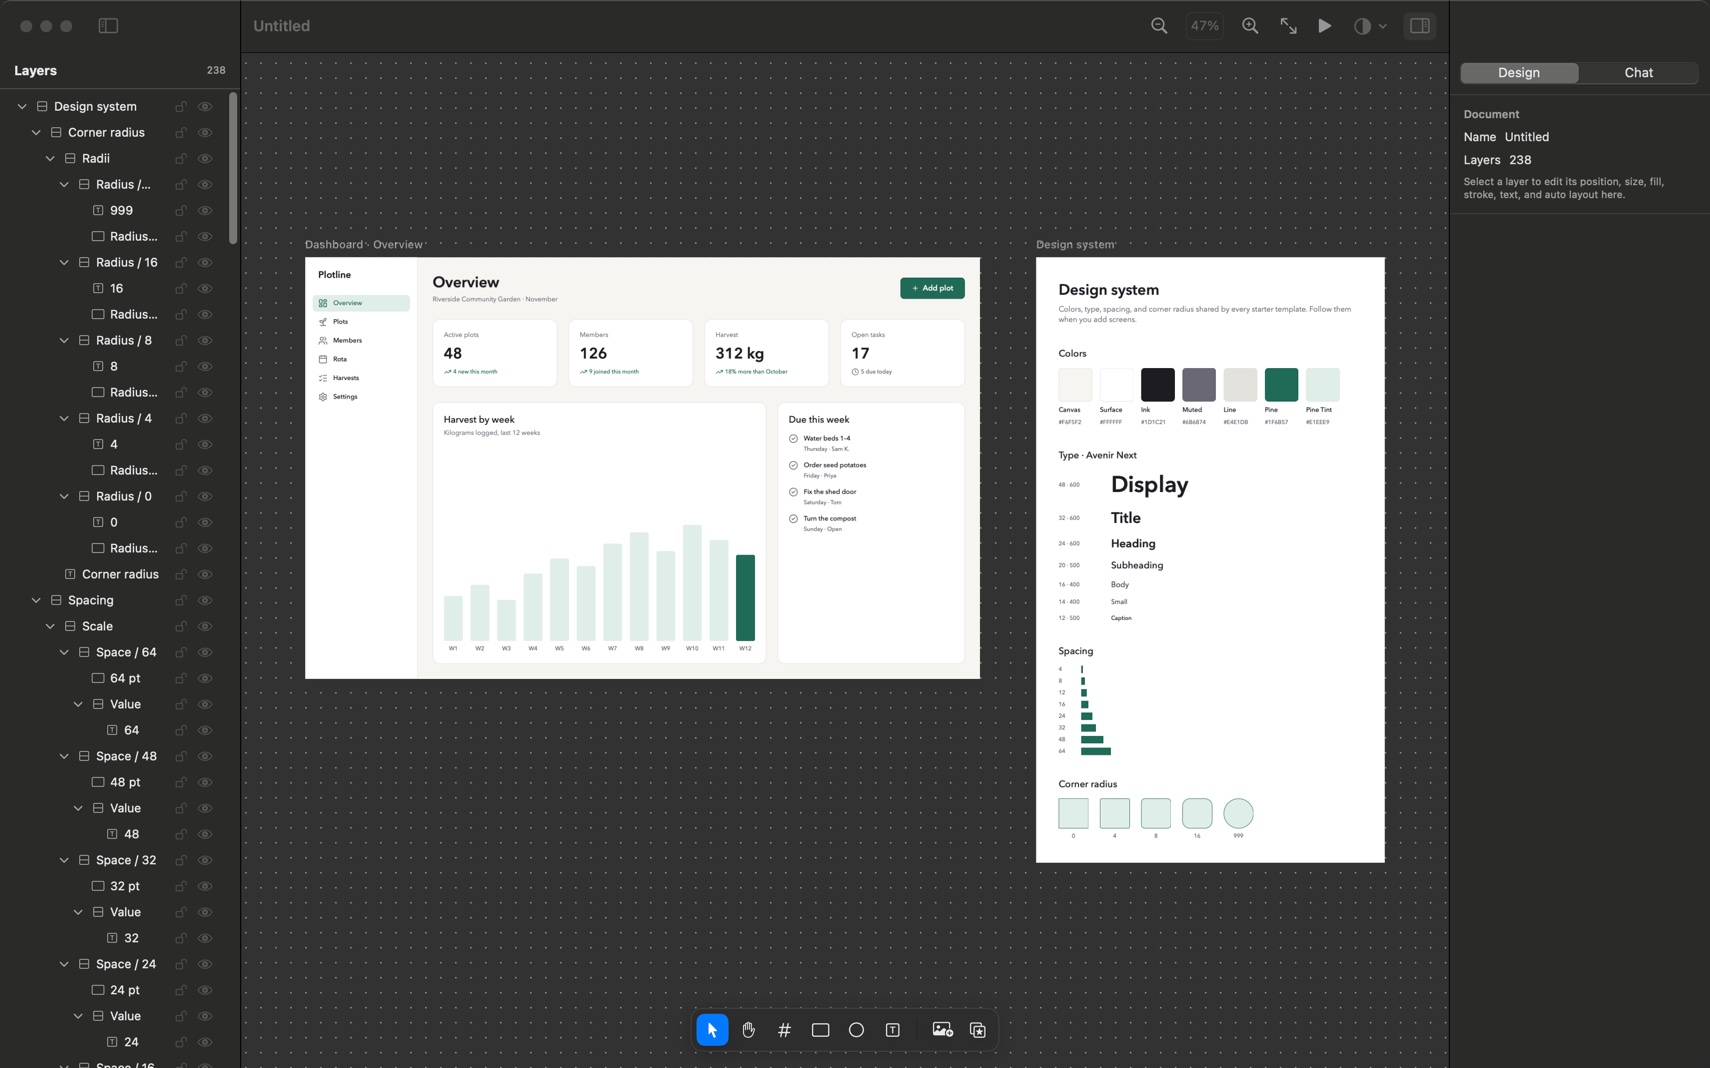 Untitled
47%
Layers
238
Design system
Corner radius
Radii
Radius /...
999
Radius...
Radius / 16
16
Radius...
Radius / 8
8
Radius...
Radius / 4
4
Radius...
Radius / 0
0
Radius...
Corner radius
Spacing
Scale
Space / 64
64 pt
Value
64
Space / 48
48 pt
Value
48
Space / 32
32 pt
Value
32
Space / 24
24 pt
Value
24
Space / 16
Dashboard · Overview
Plotline
Overview
Plots
Members
Rota
Harvests
Settings
Overview
Riverside Community Garden · November
+ Add plot
Active plots
48
4 new this month
Members
126
9 joined this month
Harvest
312 kg
18% more than October
Open tasks
17
5 due today
Harvest by week
Kilograms logged, last 12 weeks
W1 W2 W3 W4 W5 W6 W7 W8 W9 W10 W11 W12
Due this week
Water beds 1-4
Thursday · Sam K.
Order seed potatoes
Friday · Priya
Fix the shed door
Saturday · Tom
Turn the compost
Sunday · Open
Design system
Design system
Colors, type, spacing, and corner radius shared by every starter template. Follow them
when you add screens.
Colors
Canvas Surface Ink Muted Line Pine Pine Tint
#F6F5F2 #FFFFFF #1D1C21 #6B6874 #E4E1DB #1F6B57 #E1EEE9
Type · Avenir Next
48 · 600 Display
32 · 600 Title
24 · 600 Heading
20 · 500 Subheading
16 · 400 Body
14 · 400 Small
12 · 500 Caption
Spacing
4
8
12
16
24
32
48
64
Corner radius
0 4 8 16 999
Design
Chat
Document
Name Untitled
Layers 238
Select a layer to edit its position, size, fill,
stroke, text, and auto layout here.